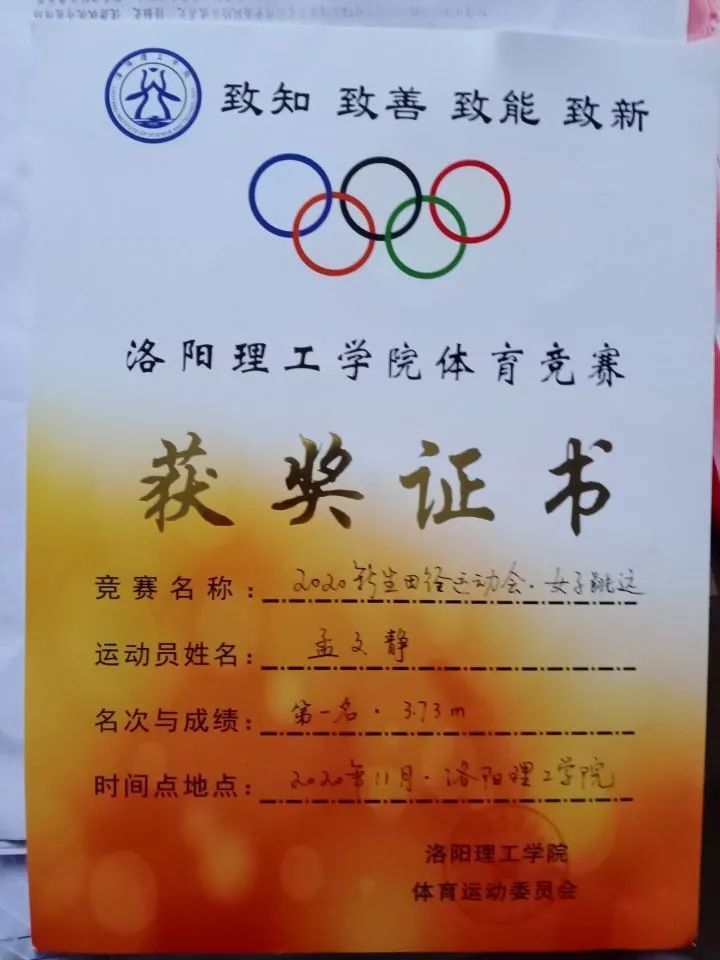 致知 致善 致能 致新
洛阳理工学院体育竞赛
获奖证书
竞赛名称：2020新生田径运动会·女子跳远
运动员姓名：孟文静
名次与成绩：第一名·3.73m
时间点地点：2020年11月·洛阳理工学院
洛阳理工学院
体育运动委员会